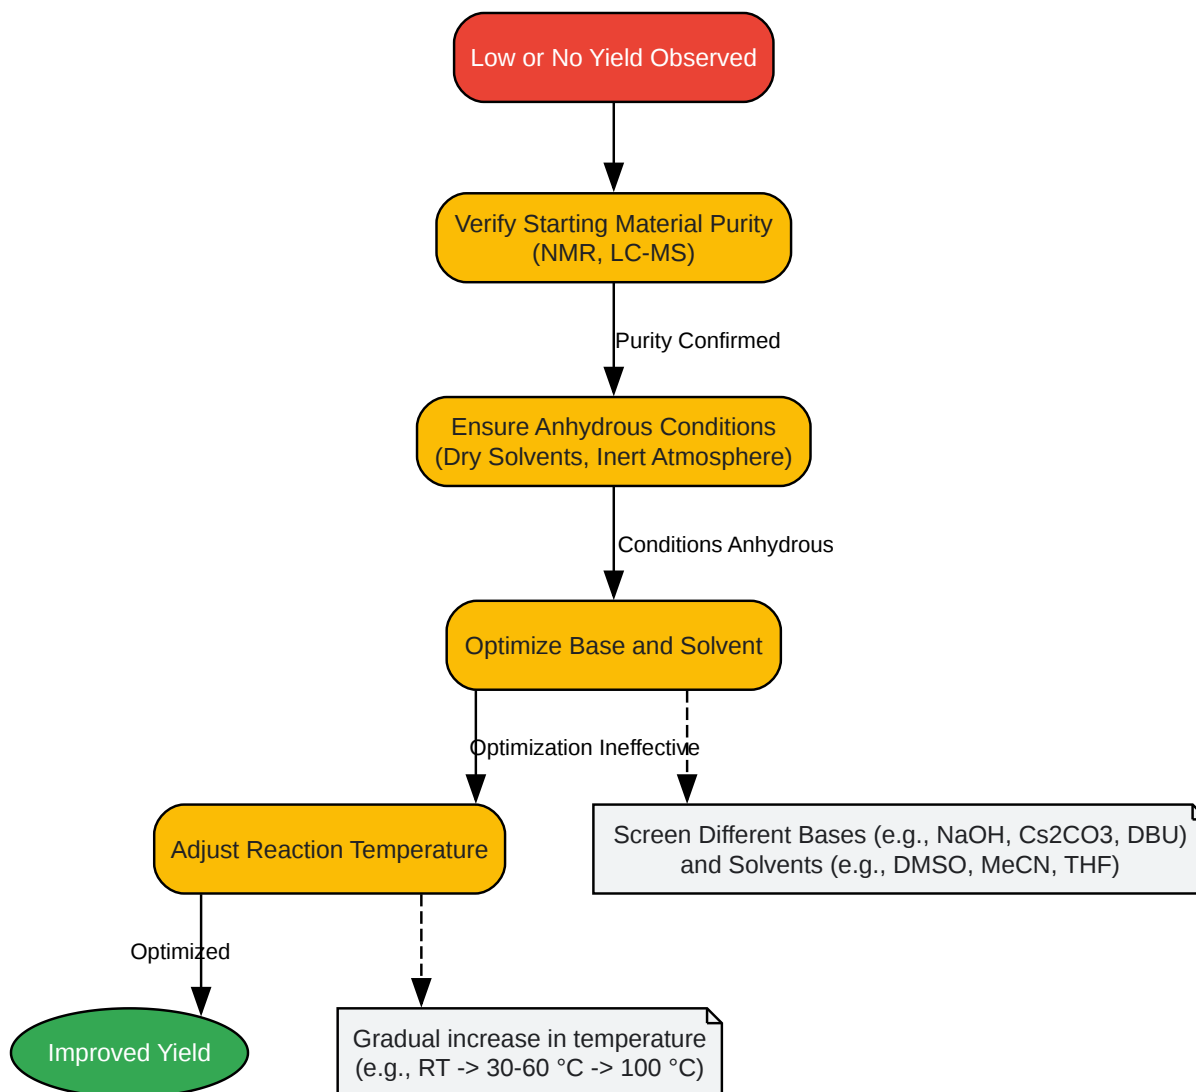 Low or No Yield Observed
Verify Starting Material Purity
(NMR, LC-MS)
Purity Confirmed
Ensure Anhydrous Conditions
(Dry Solvents, Inert Atmosphere)
Conditions Anhydrous
Optimize Base and Solvent
Optimization Ineffective
Adjust Reaction Temperature
Screen Different Bases (e.g., NaOH, Cs2CO3, DBU)
and Solvents (e.g., DMSO, MeCN, THF)
Optimized
Improved Yield
Gradual increase in temperature
(e.g., RT -> 30-60 °C -> 100 °C)